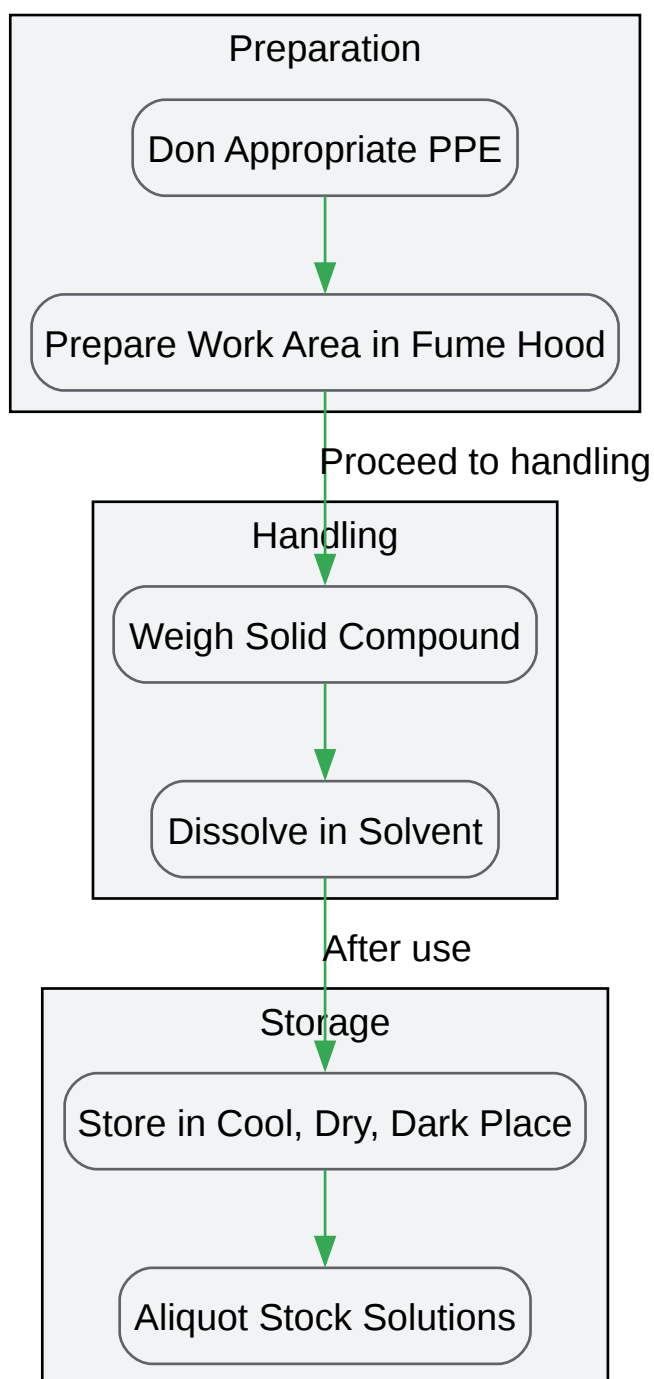 Preparation
Don Appropriate PPE
Prepare Work Area in Fume Hood
Proceed to handling
Handling
Weigh Solid Compound
Dissolve in Solvent
After use
Storage
Store in Cool, Dry, Dark Place
Aliquot Stock Solutions